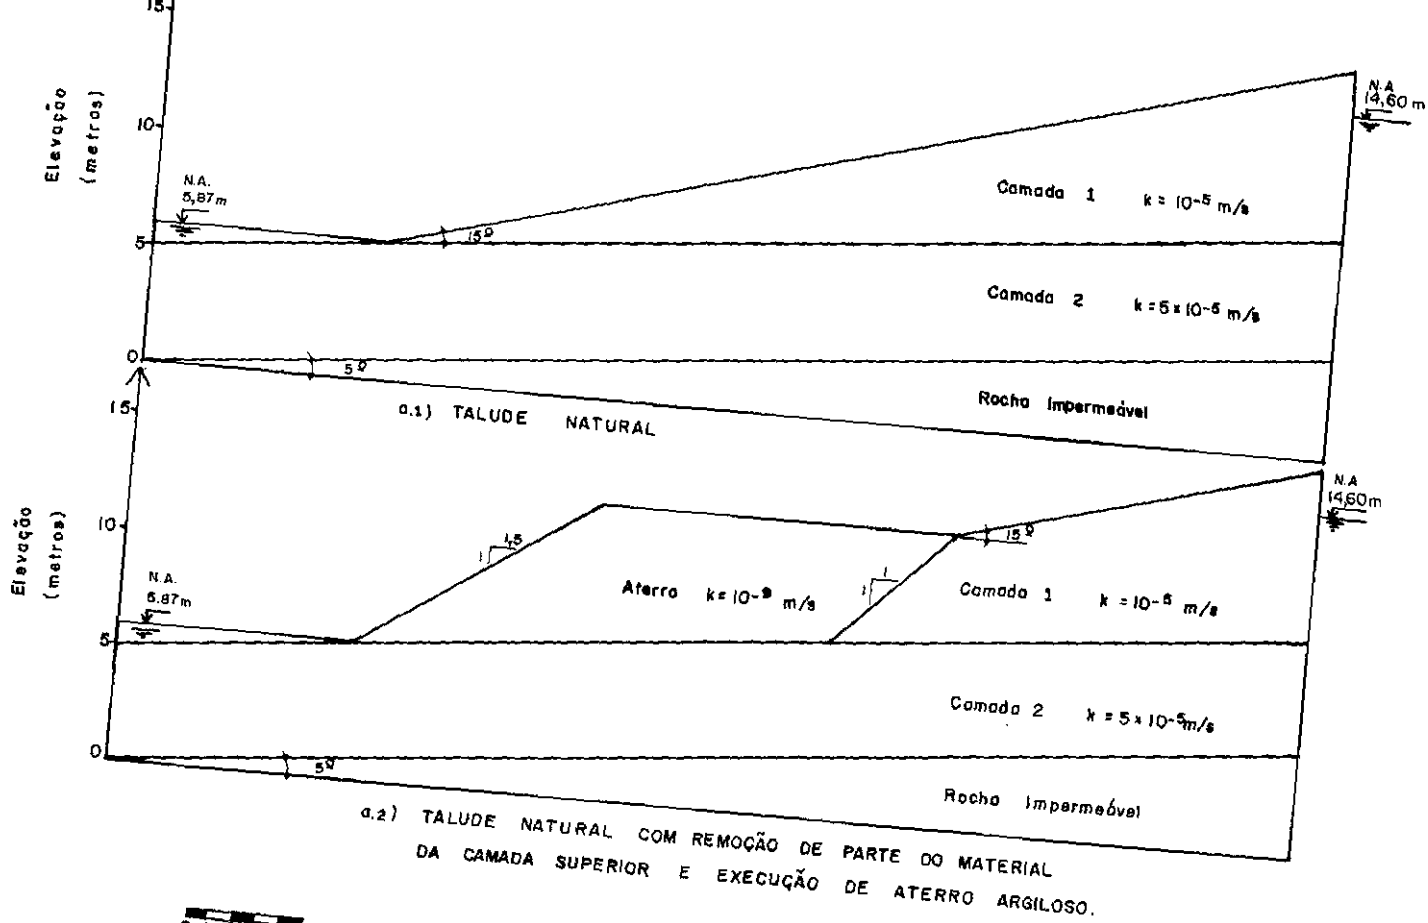 15
10
5
0
Elevação
(metros)
N.A.
5,87m
15º
N.A
14,60 m
Camada 1 k = 10⁻⁵ m/s
Camada 2 k = 5 x 10⁻⁵ m/s
5º
Rocha Impermeável
a.1) TALUDE NATURAL
15
10
5
0
Elevação
(metros)
N.A.
5.87m
1
1,5
Aterro k = 10⁻⁹ m/s
1
1
15º
N.A
14,60m
Camada 1 k = 10⁻⁵ m/s
Camada 2 k = 5 x 10⁻⁵ m/s
5º
Rocha Impermeável
a.2) TALUDE NATURAL COM REMOÇÃO DE PARTE DO MATERIAL
DA CAMADA SUPERIOR E EXECUÇÃO DE ATERRO ARGILOSO.